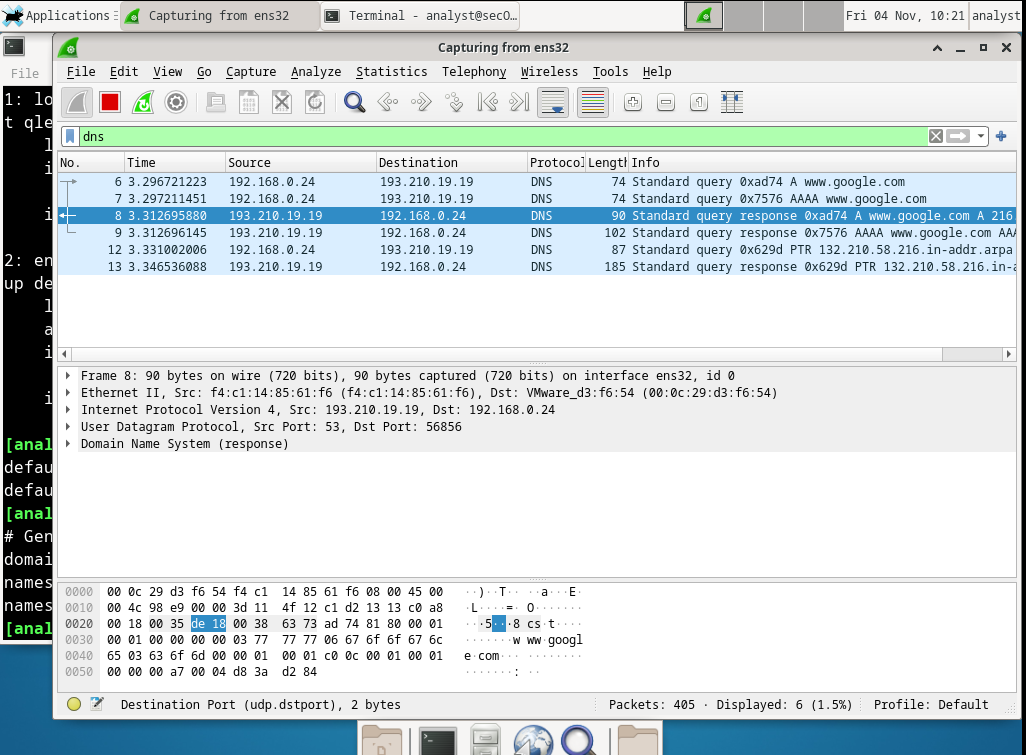 Applications
Capturing from ens32
Terminal - analyst@secO...
Fri 04 Nov, 10:21
analyst
Capturing from ens32
File
File Edit View Go Capture Analyze Statistics Telephony Wireless Tools Help
dns
No. Time Source Destination Protocol Length Info
6 3.296721223 192.168.0.24 193.210.19.19 DNS 74 Standard query 0xad74 A www.google.com
7 3.297211451 192.168.0.24 193.210.19.19 DNS 74 Standard query 0x7576 AAAA www.google.com
8 3.312695880 193.210.19.19 192.168.0.24 DNS 90 Standard query response 0xad74 A www.google.com A 216
9 3.312696145 193.210.19.19 192.168.0.24 DNS 102 Standard query response 0x7576 AAAA www.google.com AAA
12 3.331002006 192.168.0.24 193.210.19.19 DNS 87 Standard query 0x629d PTR 132.210.58.216.in-addr.arpa
13 3.346536088 193.210.19.19 192.168.0.24 DNS 185 Standard query response 0x629d PTR 132.210.58.216.in-a
Frame 8: 90 bytes on wire (720 bits), 90 bytes captured (720 bits) on interface ens32, id 0
Ethernet II, Src: f4:c1:14:85:61:f6 (f4:c1:14:85:61:f6), Dst: VMware_d3:f6:54 (00:0c:29:d3:f6:54)
Internet Protocol Version 4, Src: 193.210.19.19, Dst: 192.168.0.24
User Datagram Protocol, Src Port: 53, Dst Port: 56856
Domain Name System (response)
0000 00 0c 29 d3 f6 54 f4 c1 14 85 61 f6 08 00 45 00 ··)··T·· ··a···E·
0010 00 4c 98 e9 00 00 3d 11 4f 12 c1 d2 13 13 c0 a8 ·L····=· O·······
0020 00 18 00 35 de 18 00 38 63 73 ad 74 81 80 00 01 ···5···8 cs·t····
0030 00 01 00 00 00 00 03 77 77 77 06 67 6f 6f 67 6c ·······w ww·googl
0040 65 03 63 6f 6d 00 00 01 00 01 c0 0c 00 01 00 01 e·com··· ········
0050 00 00 00 a7 00 04 d8 3a d2 84 ·······: ··
Destination Port (udp.dstport), 2 bytes
Packets: 405 · Displayed: 6 (1.5%)
Profile: Default
1: lo
t qle
l
i
i
2: en
up de
l
a
i
i
[anal
defau
defau
[anal
# Gen
domai
names
names
[anal